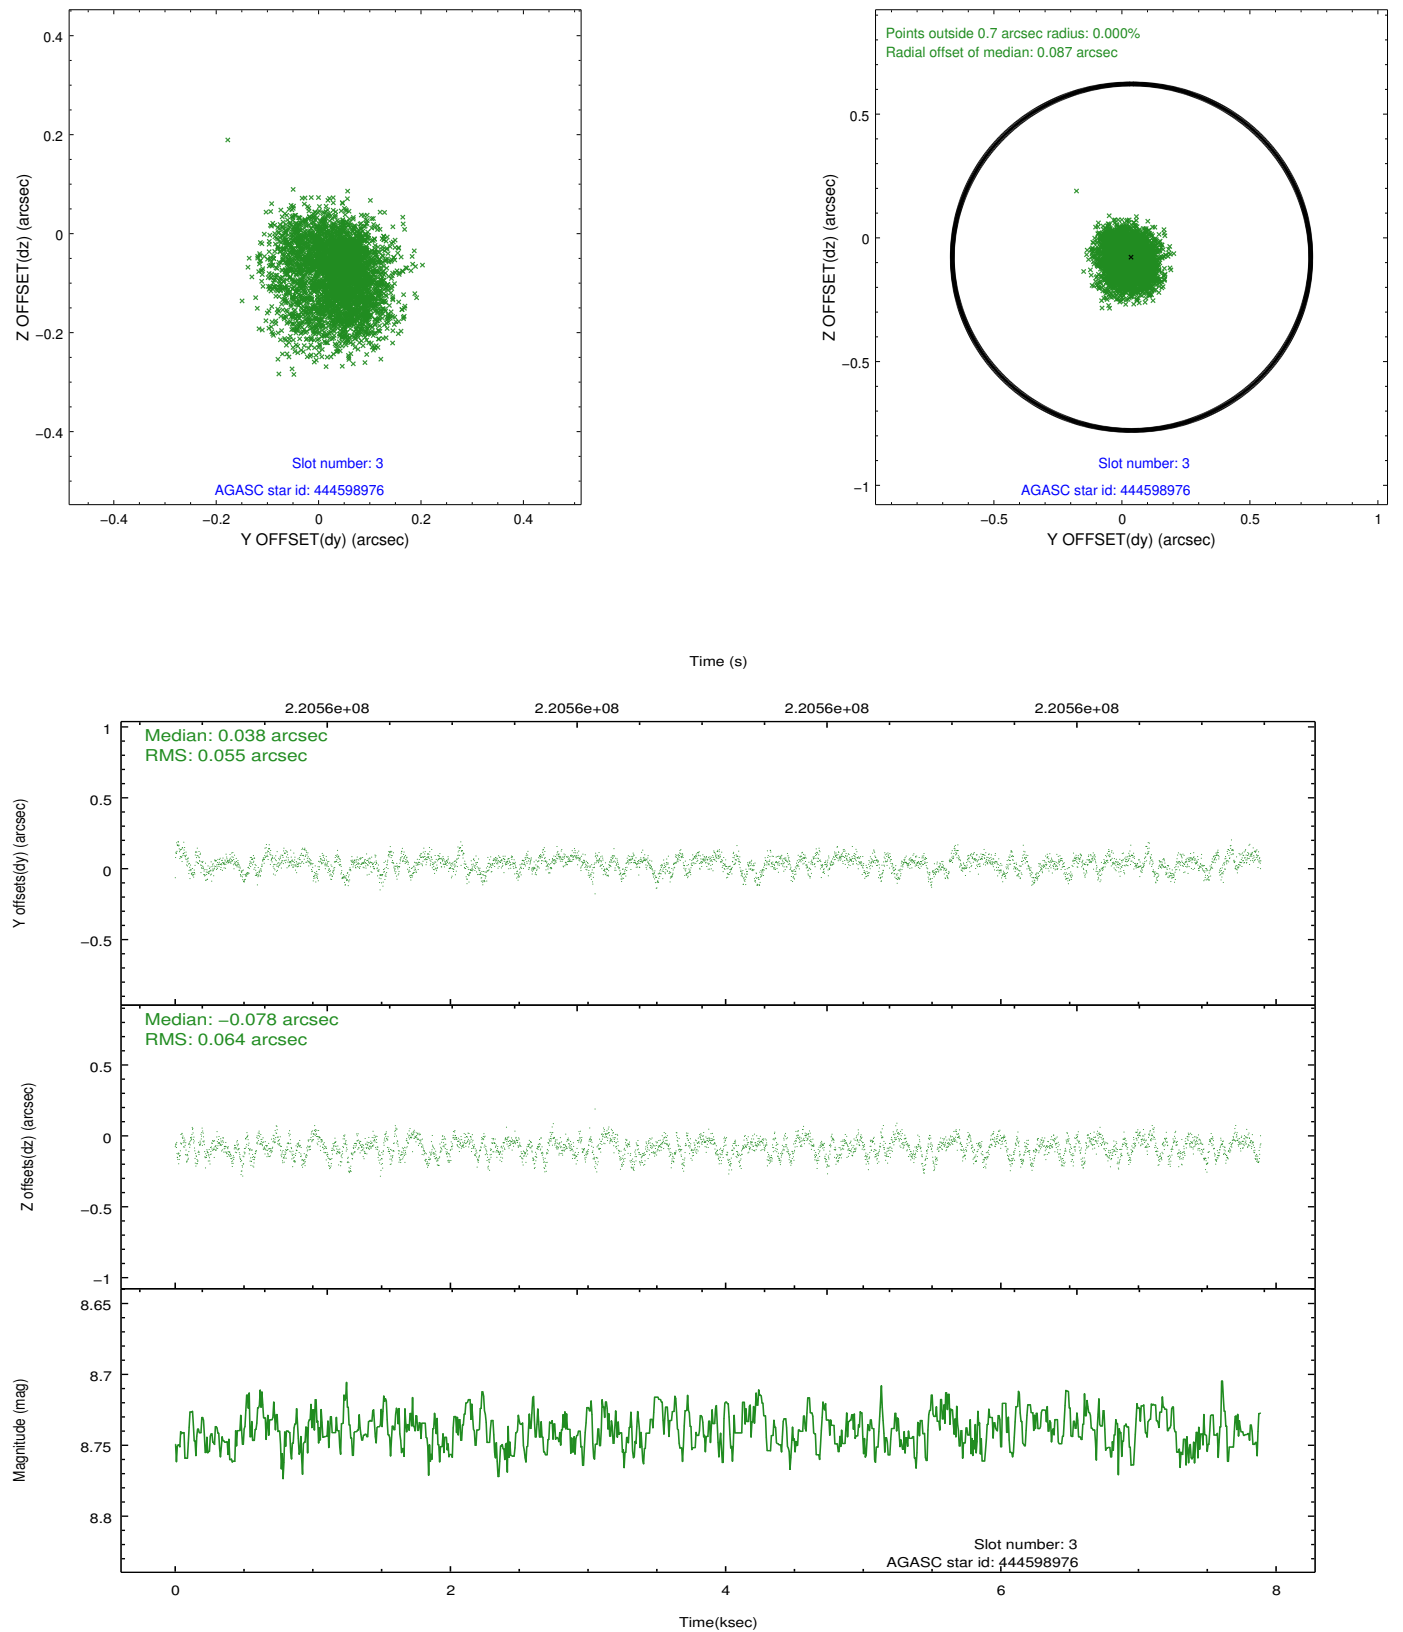 0.4
0.2
0
−0.2
−0.4
Z OFFSET(dz) (arcsec)
Slot number: 3
AGASC star id: 444598976
−0.4 −0.2 0 0.2 0.4
Y OFFSET(dy) (arcsec)
Points outside 0.7 arcsec radius: 0.000%
Radial offset of median: 0.087 arcsec
0.5
0
−0.5
−1
Z OFFSET(dz) (arcsec)
Slot number: 3
AGASC star id: 444598976
−0.5 0 0.5 1
Y OFFSET(dy) (arcsec)
Time (s)
2.2056e+08 2.2056e+08 2.2056e+08 2.2056e+08
Median: 0.038 arcsec
RMS: 0.055 arcsec
1
0.5
0
−0.5
Y offsets(dy) (arcsec)
Median: −0.078 arcsec
RMS: 0.064 arcsec
0.5
0
−0.5
−1
Z offsets(dz) (arcsec)
8.65
8.7
8.75
8.8
Magnitude (mag)
Slot number: 3
AGASC star id: 444598976
0 2 4 6 8
Time(ksec)